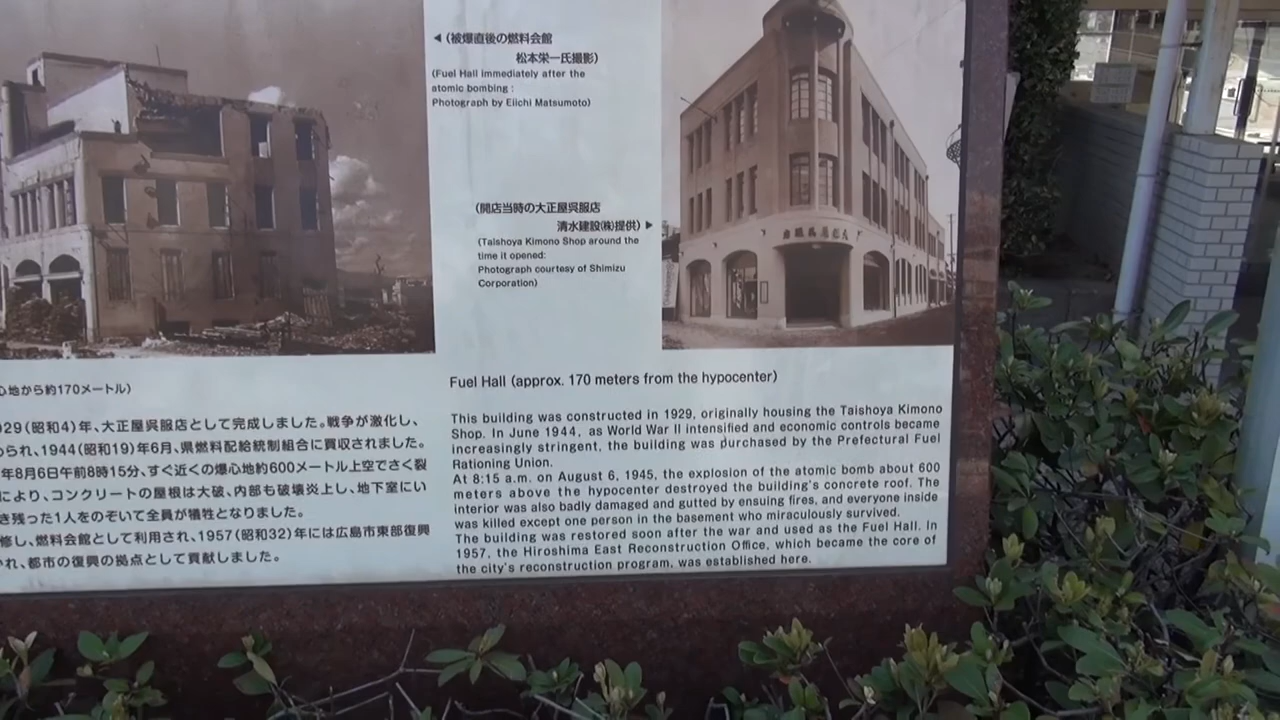 ◀(被爆直後の燃料会館
松本栄一氏撮影)
(Fuel Hall immediately after the
atomic bombing :
Photograph by Eiichi Matsumoto)
(開店当時の大正屋呉服店
清水建設㈱提供)▶
(Taishoya Kimono Shop around the
time it opened:
Photograph courtesy of Shimizu
Corporation)
心地から約170メートル)
929(昭和4)年、大正屋呉服店として完成しました。戦争が激化し、
められ、1944(昭和19)年6月、県燃料配給統制組合に買収されました。
年8月6日午前8時15分、すぐ近くの爆心地約600メートル上空でさく裂
により、コンクリートの屋根は大破、内部も破壊炎上し、地下室にい
き残った1人をのぞいて全員が犠牲となりました。
修し、燃料会館として利用され、1957(昭和32)年には広島市東部復興
かれ、都市の復興の拠点として貢献しました。
Fuel Hall (approx. 170 meters from the hypocenter)
This building was constructed in 1929, originally housing the Taishoya Kimono
Shop. In June 1944, as World War II intensified and economic controls became
increasingly stringent, the building was purchased by the Prefectural Fuel
Rationing Union.
At 8:15 a.m. on August 6, 1945, the explosion of the atomic bomb about 600
meters above the hypocenter destroyed the building's concrete roof. The
interior was also badly damaged and gutted by ensuing fires, and everyone inside
was killed except one person in the basement who miraculously survived.
The building was restored soon after the war and used as the Fuel Hall. In
1957, the Hiroshima East Reconstruction Office, which became the core of
the city's reconstruction program, was established here.